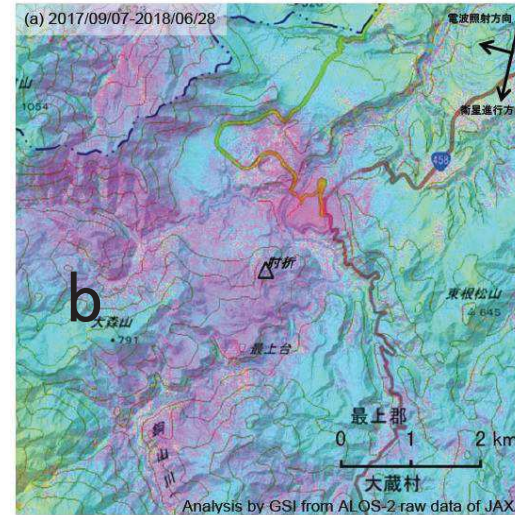 (a) 2017/09/07-2018/06/28
電波照射方向
衛星進行方
1054
458
肘折
b
東根松山
645
大森山
791
最上台
最上郡
銅山川
0 1 2 km
大蔵村
Analysis by GSI from ALOS-2 raw data of JAX